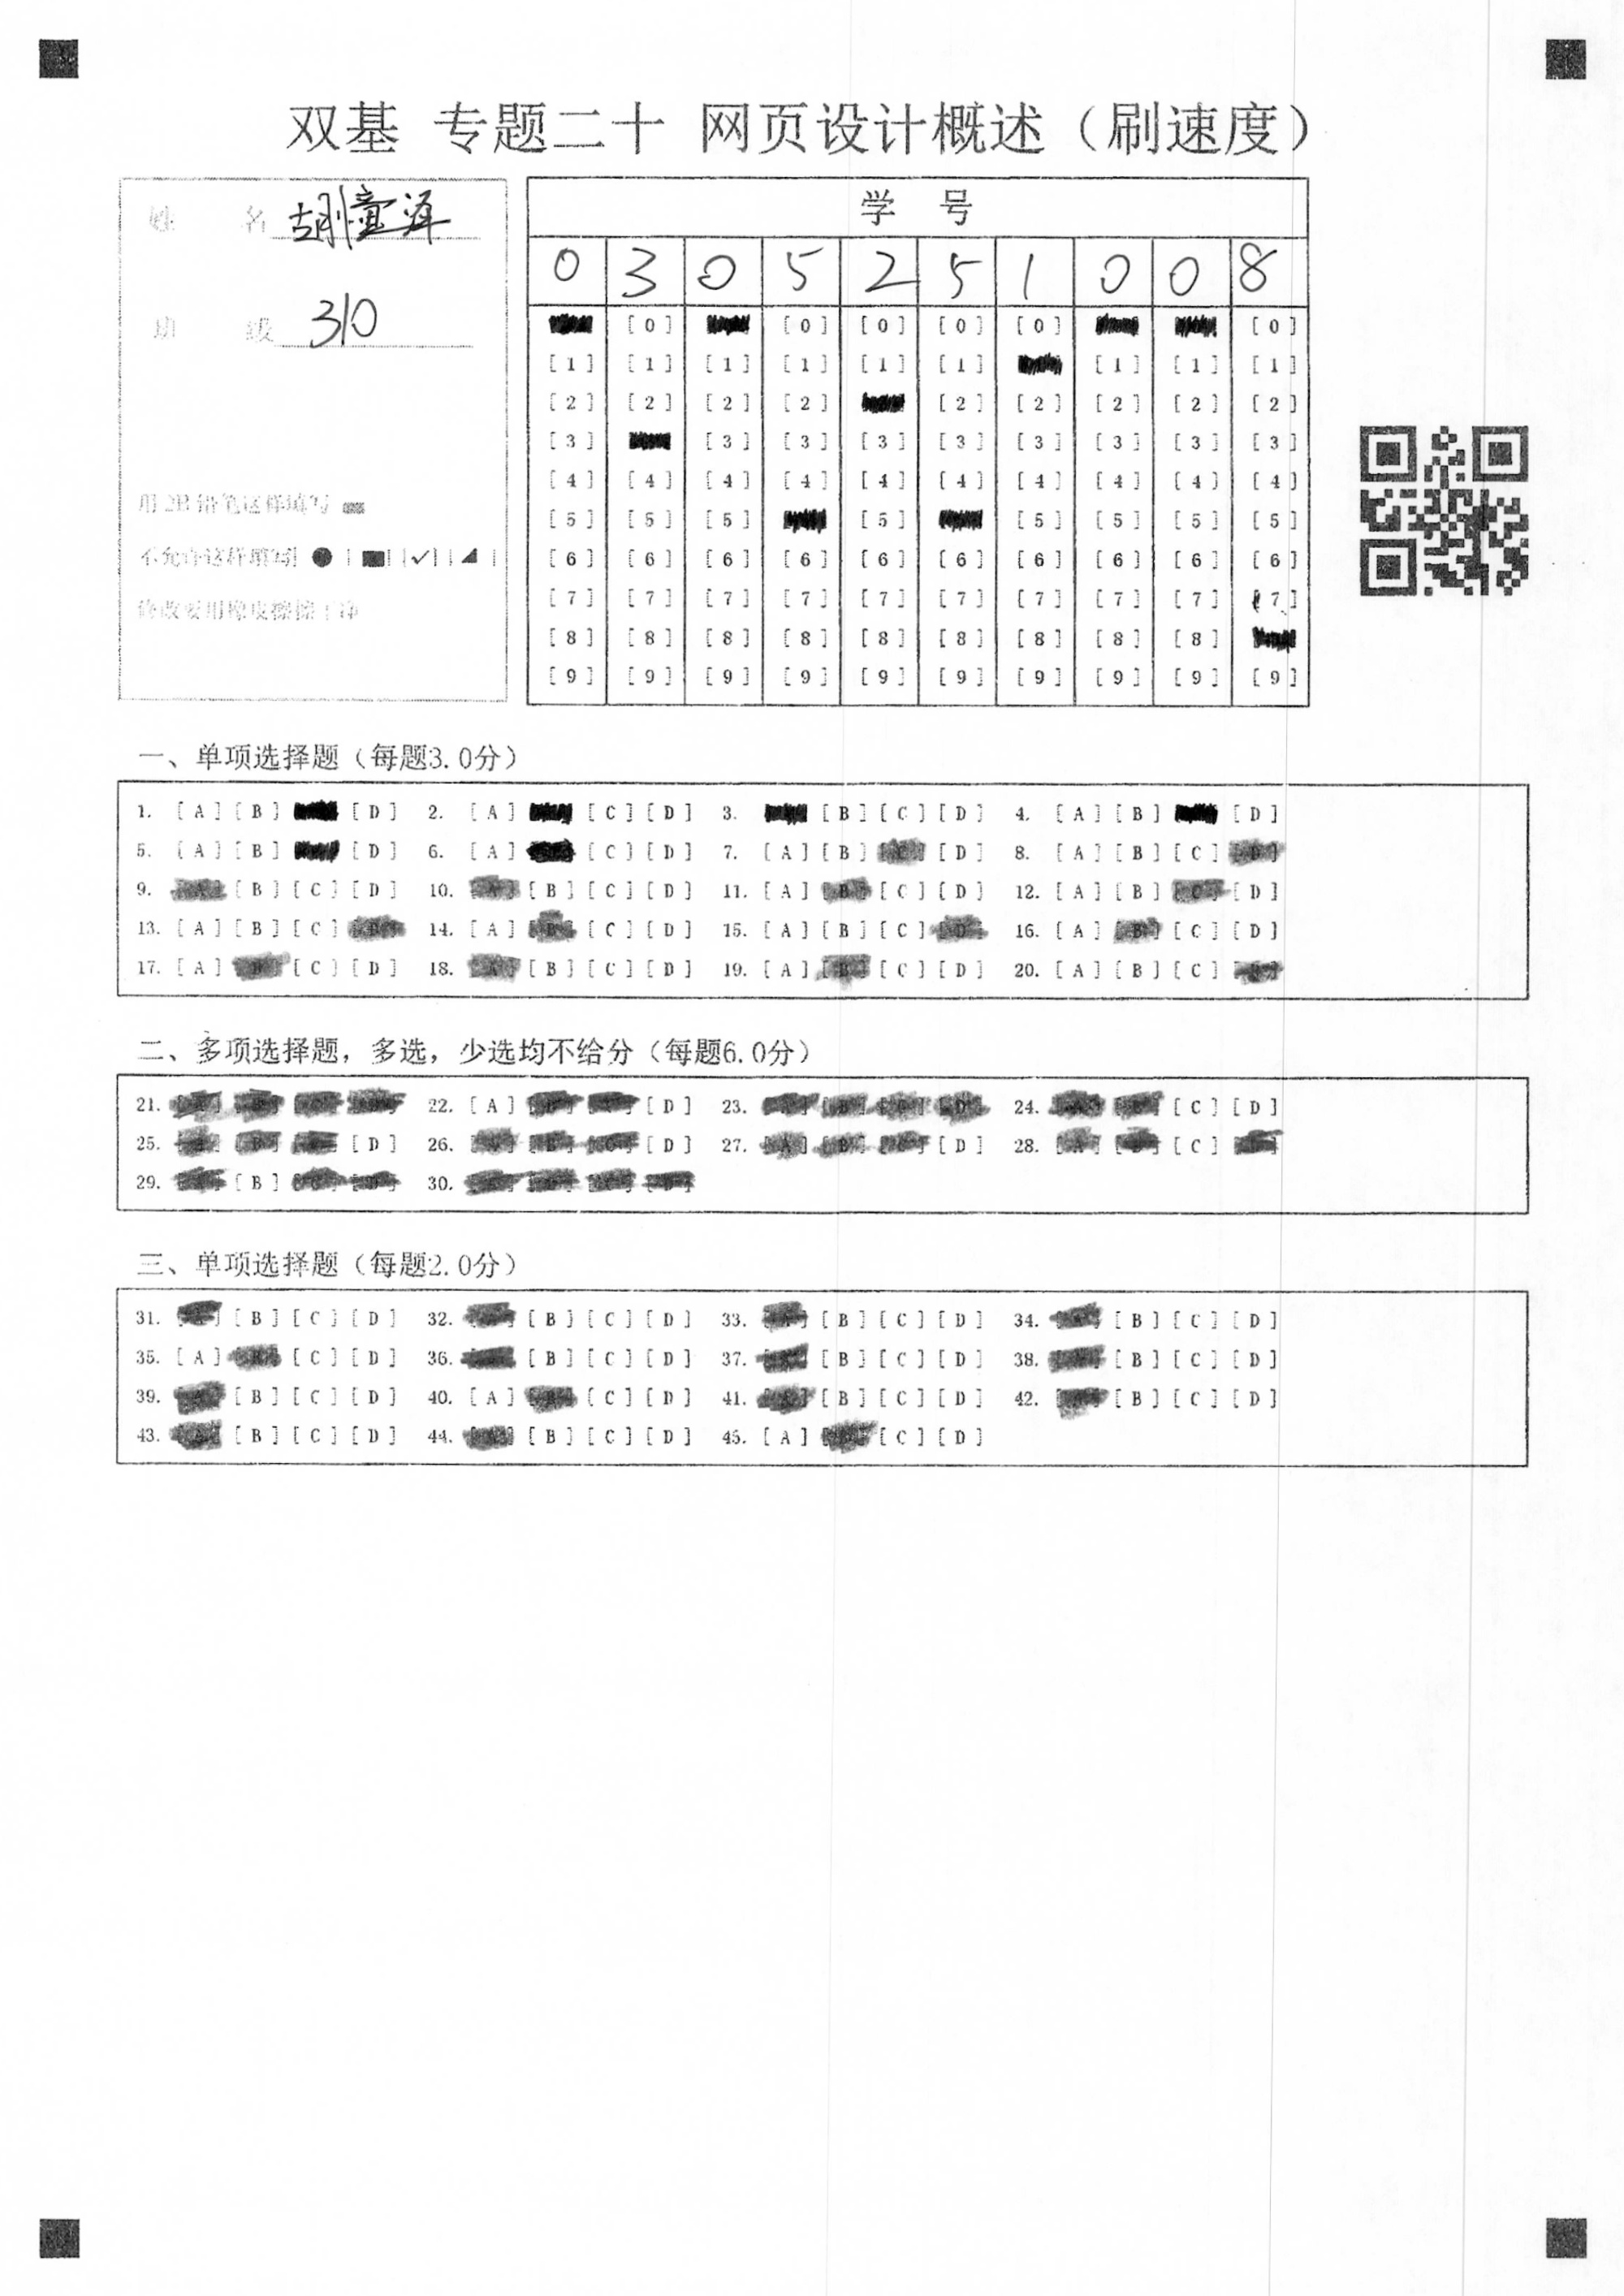 双基 专题二十 网页设计概述（刷速度）
姓 名 胡憧泽
班 级 310
用2B铅笔这样填写
不允许这样填写
修改要用橡皮擦擦干净
学 号
0 3 0 5 2 5 1 0 0 8
[0] [0] [0] [0] [0] [0]
[1] [1] [1] [1] [1] [1] [1] [1] [1]
[2] [2] [2] [2] [2] [2] [2] [2] [2]
[3] [3] [3] [3] [3] [3] [3] [3] [3]
[4] [4] [4] [4] [4] [4] [4] [4] [4] [4]
[5] [5] [5] [5] [5] [5] [5] [5]
[6] [6] [6] [6] [6] [6] [6] [6] [6] [6]
[7] [7] [7] [7] [7] [7] [7] [7] [7] [7]
[8] [8] [8] [8] [8] [8] [8] [8] [8]
[9] [9] [9] [9] [9] [9] [9] [9] [9] [9]
一、单项选择题（每题3.0分）
1. [A] [B] [D] 2. [A] [C] [D] 3. [B] [C] [D] 4. [A] [B] [D]
5. [A] [B] [D] 6. [A] [C] [D] 7. [A] [B] [C] [D] 8. [A] [B] [C] [D]
9. [A] [B] [C] [D] 10. [A] [B] [C] [D] 11. [A] [B] [C] [D] 12. [A] [B] [C] [D]
13. [A] [B] [C] [D] 14. [A] [B] [C] [D] 15. [A] [B] [C] [D] 16. [A] [B] [C] [D]
17. [A] [B] [C] [D] 18. [A] [B] [C] [D] 19. [A] [B] [C] [D] 20. [A] [B] [C] [D]
二、多项选择题，多选，少选均不给分（每题6.0分）
21. [A] [B] [C] [D] 22. [A] [B] [C] [D] 23. [A] [B] [C] [D] 24. [A] [B] [C] [D]
25. [A] [B] [C] [D] 26. [A] [B] [C] [D] 27. [A] [B] [C] [D] 28. [A] [B] [C] [D]
29. [A] [B] [C] [D] 30. [A] [B] [C] [D]
三、单项选择题（每题2.0分）
31. [A] [B] [C] [D] 32. [A] [B] [C] [D] 33. [A] [B] [C] [D] 34. [A] [B] [C] [D]
35. [A] [B] [C] [D] 36. [A] [B] [C] [D] 37. [A] [B] [C] [D] 38. [A] [B] [C] [D]
39. [A] [B] [C] [D] 40. [A] [B] [C] [D] 41. [A] [B] [C] [D] 42. [A] [B] [C] [D]
43. [A] [B] [C] [D] 44. [A] [B] [C] [D] 45. [A] [B] [C] [D]